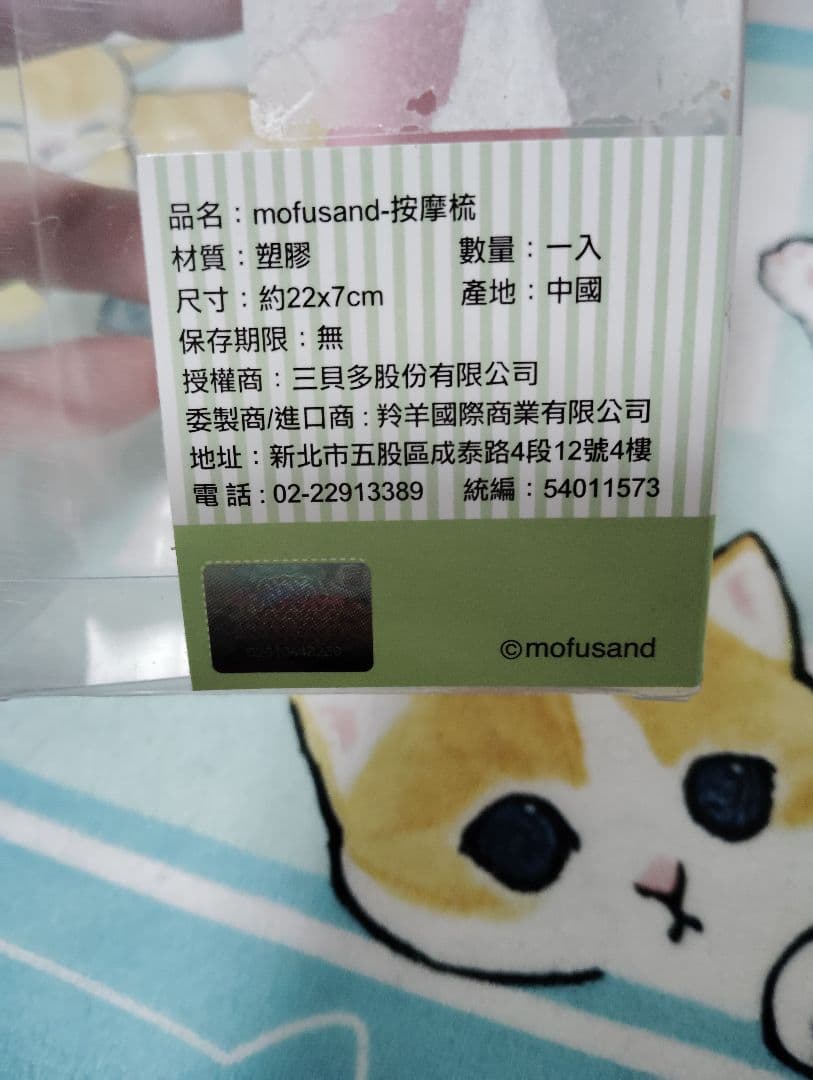 品名：mofusand-按摩梳
材質：塑膠 數量：一入
尺寸：約22x7cm 產地：中國
保存期限：無
授權商：三貝多股份有限公司
委製商/進口商：羚羊國際商業有限公司
地址：新北市五股區成泰路4段12號4樓
電話：02-22913389 統編：54011573
©mofusand